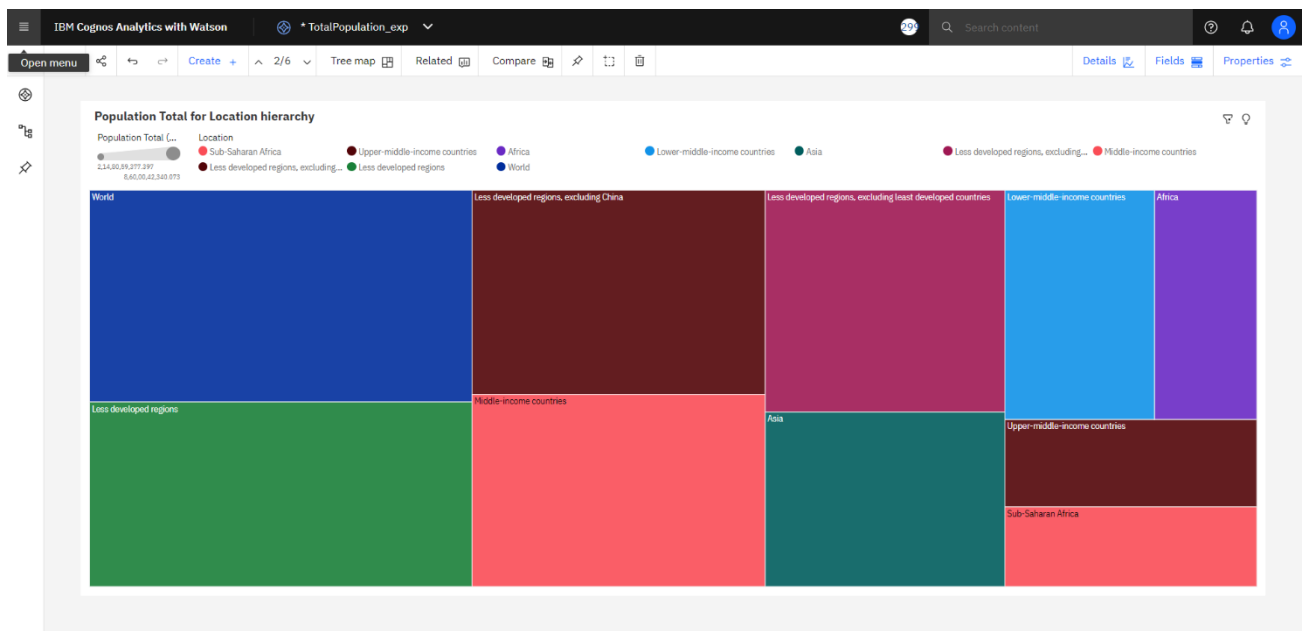 IBM Cognos Analytics with Watson
* TotalPopulation_exp
299
Search content
Open menu
Create +
2/6
Tree map
Related
Compare
Details
Fields
Properties
Population Total for Location hierarchy
Population Total (...
2,14,80,89,277.397
8,60,00,42,340.073
Location
Sub-Saharan Africa
Upper-middle-income countries
Africa
Lower-middle-income countries
Asia
Less developed regions, excluding...
Middle-income countries
Less developed regions, excluding...
Less developed regions
World
World
Less developed regions, excluding China
Less developed regions, excluding least developed countries
Lower-middle-income countries
Africa
Less developed regions
Middle-income countries
Asia
Upper-middle-income countries
Sub-Saharan Africa